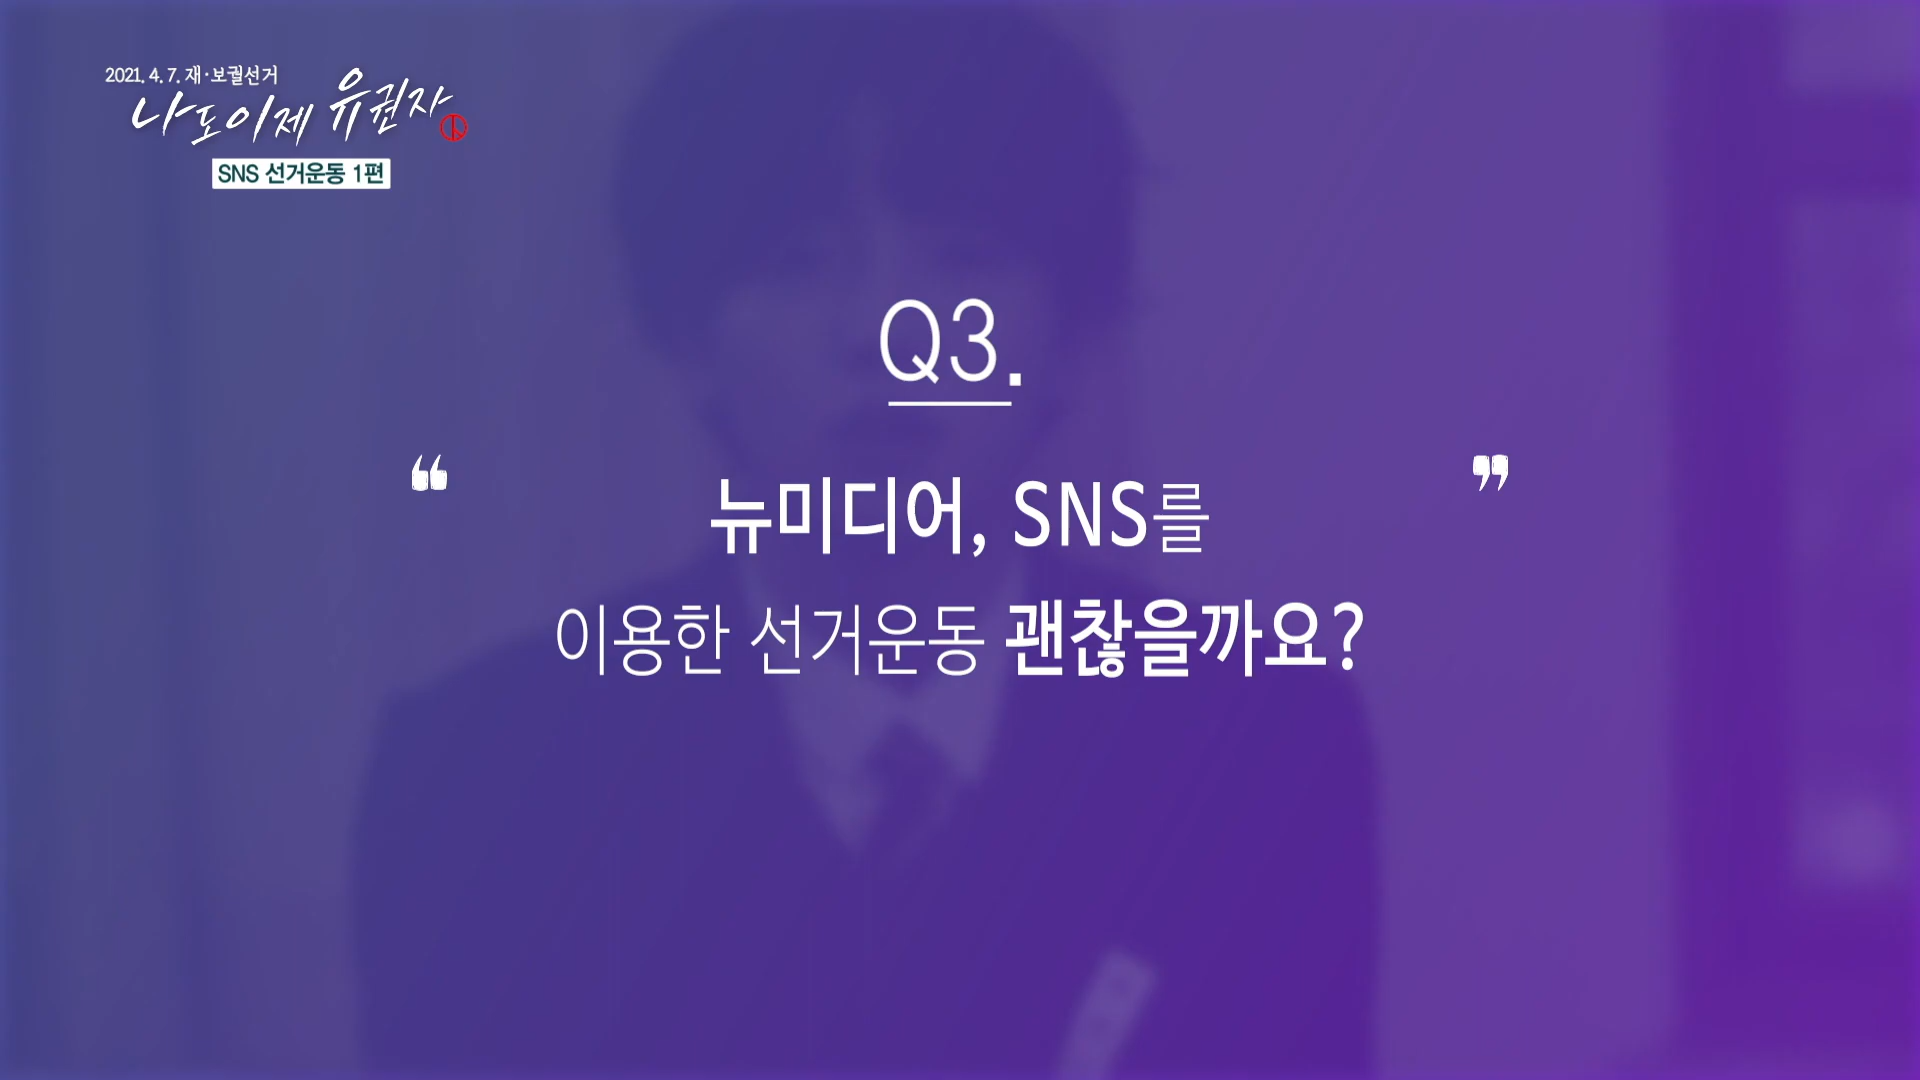 2021. 4. 7. 재·보궐선거
나도 이제 유권자
SNS 선거운동 1편
Q3.
❝ 뉴미디어, SNS를 ❞
이용한 선거운동 괜찮을까요?